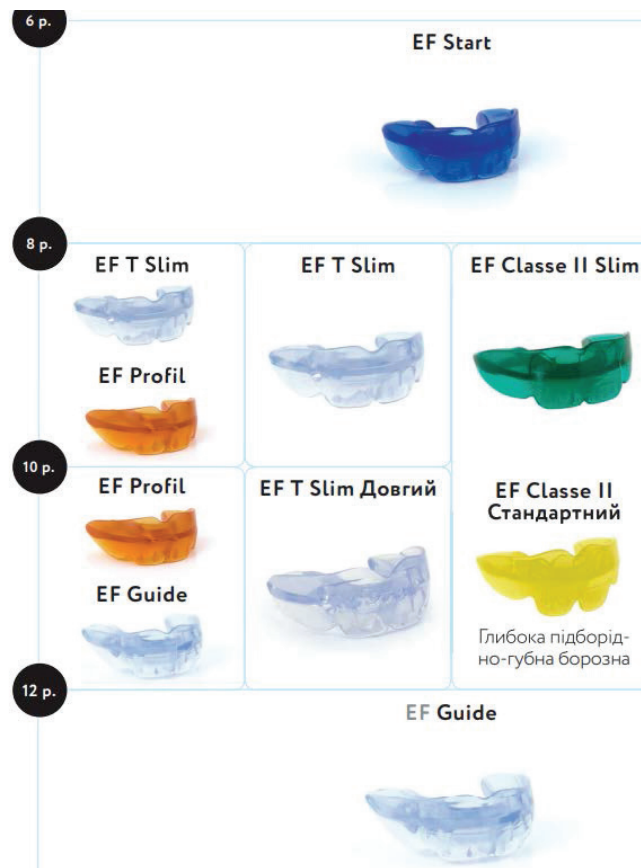 6 р.
EF Start
8 р.
EF T Slim
EF Profil
EF T Slim
EF Classe II Slim
10 р.
EF Profil
EF Guide
EF T Slim Довгий
EF Classe II
Стандартний
Глибока підборід-
но-губна борозна
12 р.
EF Guide